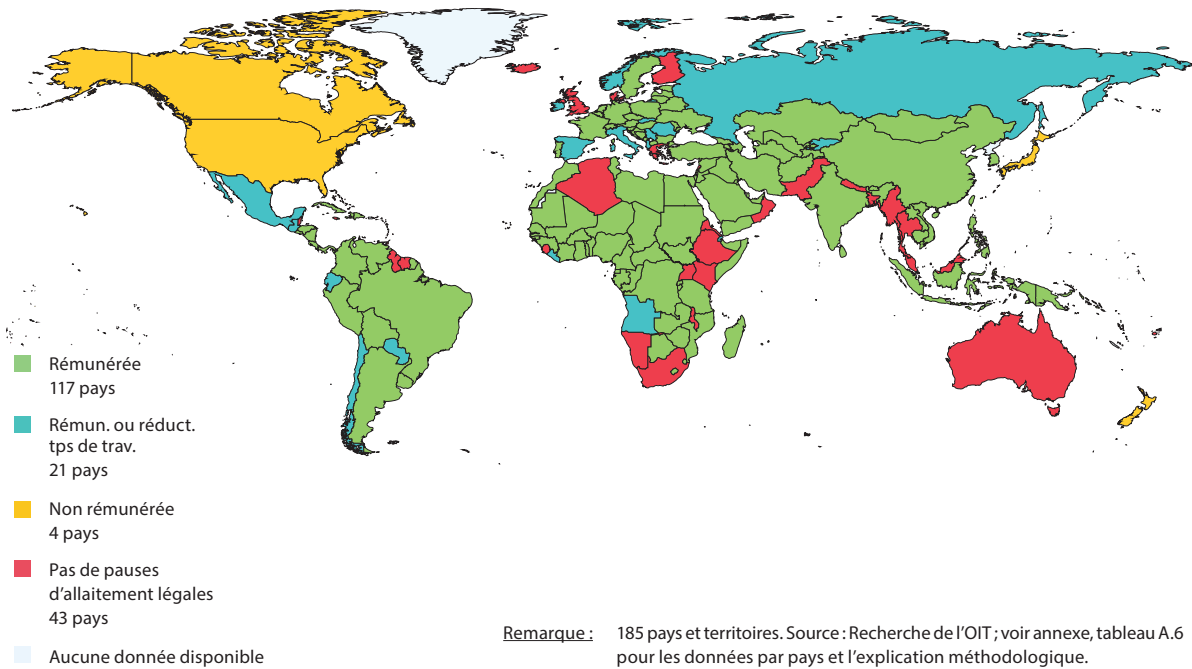 Rémunérée
117 pays
Rémun. ou réduct.
tps de trav.
21 pays
Non rémunérée
4 pays
Pas de pauses
d'allaitement légales
43 pays
Aucune donnée disponible
Remarque : 185 pays et territoires. Source : Recherche de l'OIT ; voir annexe, tableau A.6
pour les données par pays et l'explication méthodologique.